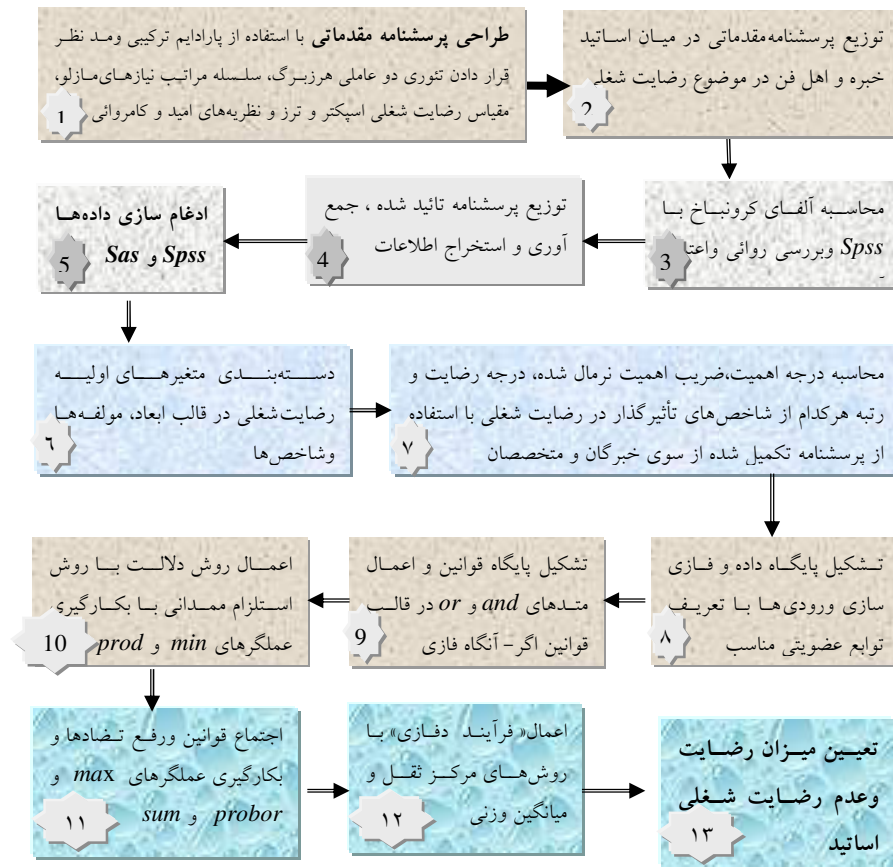 طراحی پرسشنامه مقدماتی با استفاده از پارادایم ترکیبی ومد نظر
قرار دادن تئوری دو عاملی هرزبرگ، سلسله مراتب نیازهای‌مازلو،
مقیاس رضایت شغلی اسپکتر و ترز و نظریه‌های امید و کامروائی
1
توزیع پرسشنامه‌مقدماتی در میان اساتید
خبره و اهل فن در موضوع رضایت شغلی
2
محاسبه آلفای کرونباخ با
Spss وبررسی روائی
3
توزیع پرسشنامه تائید شده ، جمع
آوری و استخراج اطلاعات
4
ادغام سازی داده‌ها
Spss و Sas
5
دسته‌بندی متغیرهای اولیه
رضایت‌شغلی در قالب ابعاد، مولفه‌ها
وشاخص‌ها
٦
محاسبه درجه اهمیت،ضریب اهمیت نرمال شده، درجه رضایت و
رتبه هرکدام از شاخص‌های تأثیرگذار در رضایت شغلی با استفاده
از پرسشنامه تکمیل شده از سوی خبرگان و متخصصان
٧
تشکیل پایگاه داده و فازی
سازی ورودی‌ها با تعریف
توابع عضویتی مناسب
٨
تشکیل پایگاه قوانین و اعمال
متدهای and و or در قالب
قوانین اگر- آنگاه فازی
9
اعمال روش دلالت با روش
استلزام ممدانی با بکارگیری
عملگرهای min و prod
10
اجتماع قوانین ورفع تضادها و
بکارگیری عملگرهای max و
probor و sum
١١
اعمال«فرآیند دفازی» با
روش‌های مرکز ثقل و
میانگین وزنی
١٢
تعیین میزان رضایت
وعدم رضایت شغلی
اساتید
١٣